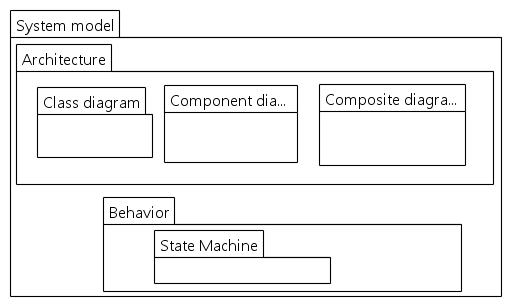 System model
Architecture
Class diagram
Component dia...
Composite diagra...
Behavior
State Machine